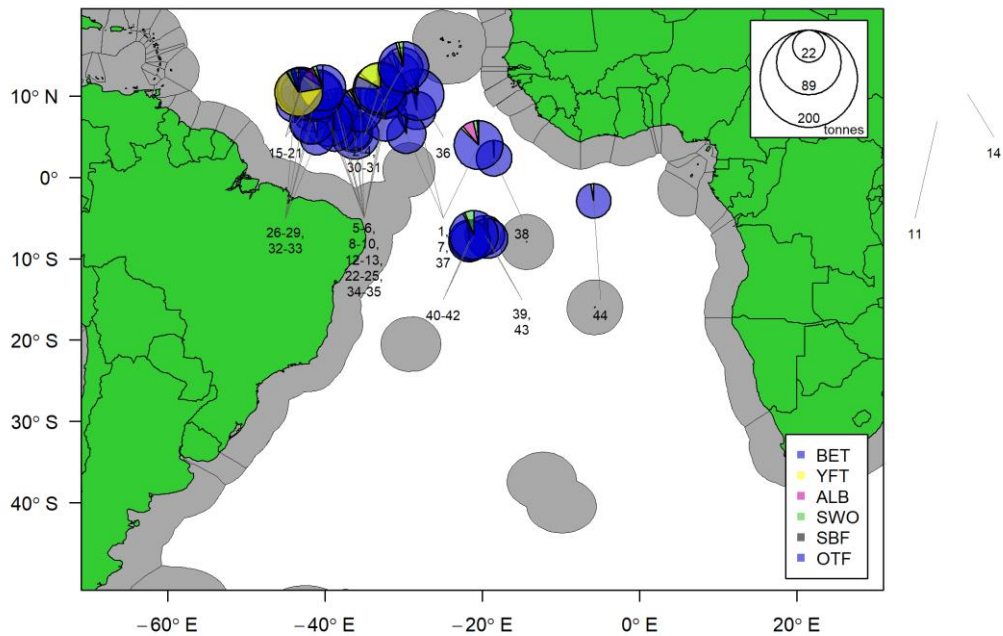 22
89
200
tonnes
10° N
0°
10° S
20° S
30° S
40° S
15-21
30-31
36
14
26-29,
32-33
5-6,
8-10,
12-13,
22-25,
34-35
1,
7,
37
38
11
40-42
39,
43
44
BET
YFT
ALB
SWO
SBF
OTF
−60° E
−40° E
−20° E
0° E
20° E